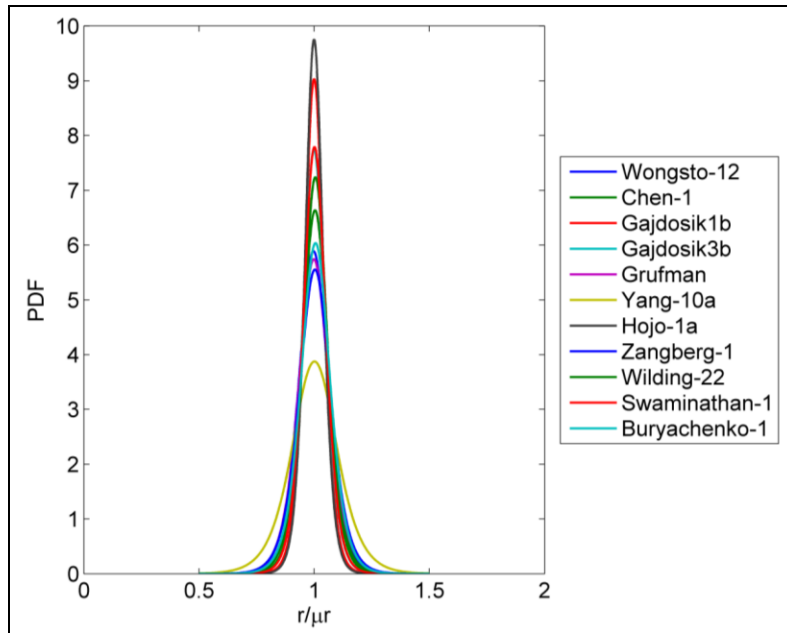 10
9
8
7
6
5
4
3
2
1
0
PDF
0 0.5 1 1.5 2
r/μr
Wongsto-12
Chen-1
Gajdosik1b
Gajdosik3b
Grufman
Yang-10a
Hojo-1a
Zangberg-1
Wilding-22
Swaminathan-1
Buryachenko-1